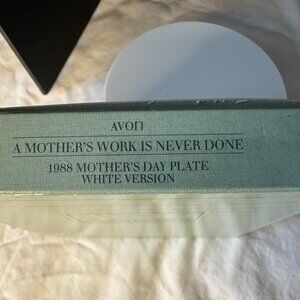 AVON
A MOTHER'S WORK IS NEVER DONE
1988 MOTHER'S DAY PLATE
WHITE VERSION